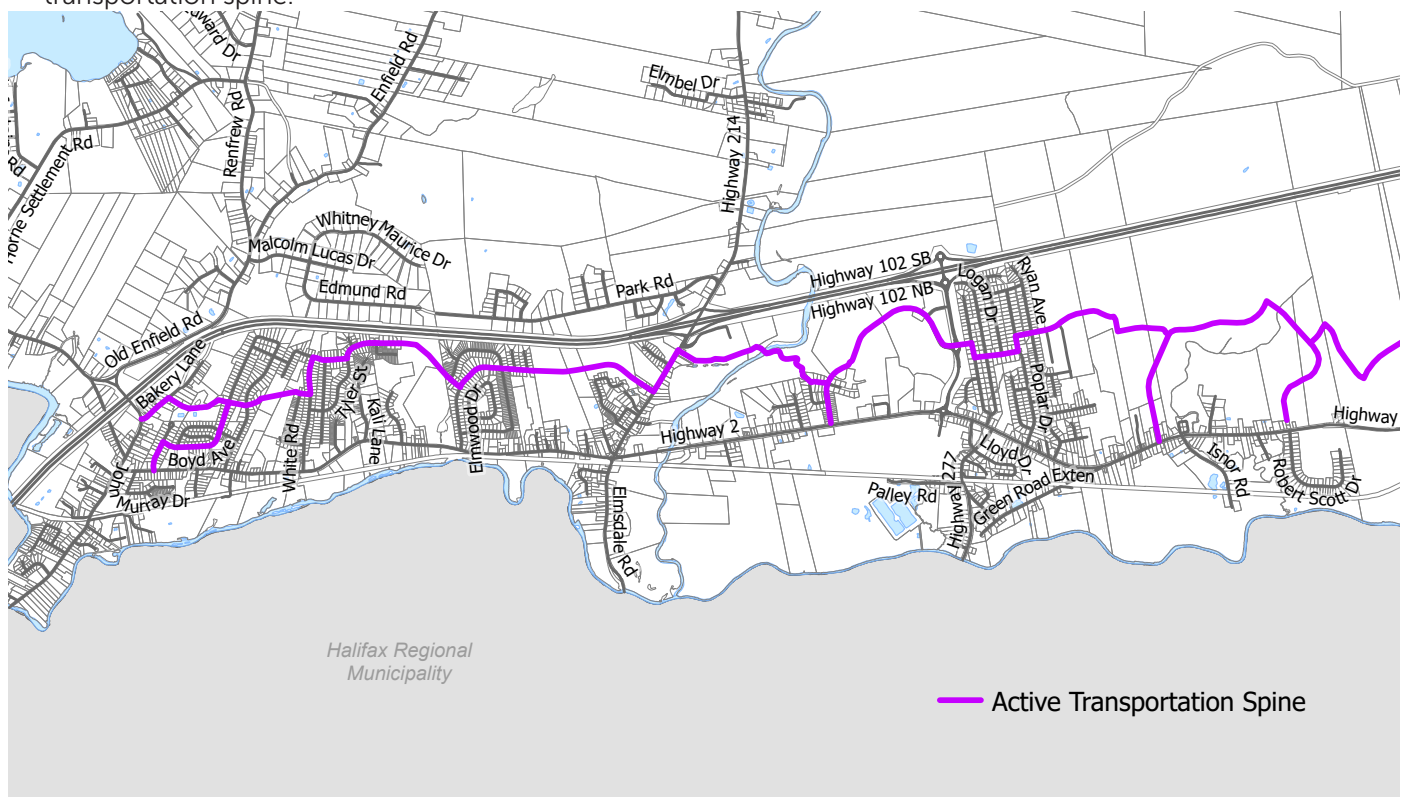 transportation spine.
Elmbel Dr
Enfield Rd
Renfrew Rd
Horne Settlement Rd
Rd
Highway 214
Whitney Maurice Dr
Malcolm Lucas Dr
Edmund Rd
Park Rd
Highway 102 SB
Highway 102 NB
Logan Dr
Ryan Ave
Old Enfield Rd
Bakery Lane
Tyler St
Kali Lane
Elmwood Dr
Poplar Dr
Boyd Ave
White Rd
Highway 2
Highway
John
Murray Dr
Lloyd Dr
Isnor Rd
Robert Scott Dr
Highway 277
Palley Rd
Green Road Exten
Elmsdale Rd
Halifax Regional
Municipality
Active Transportation Spine